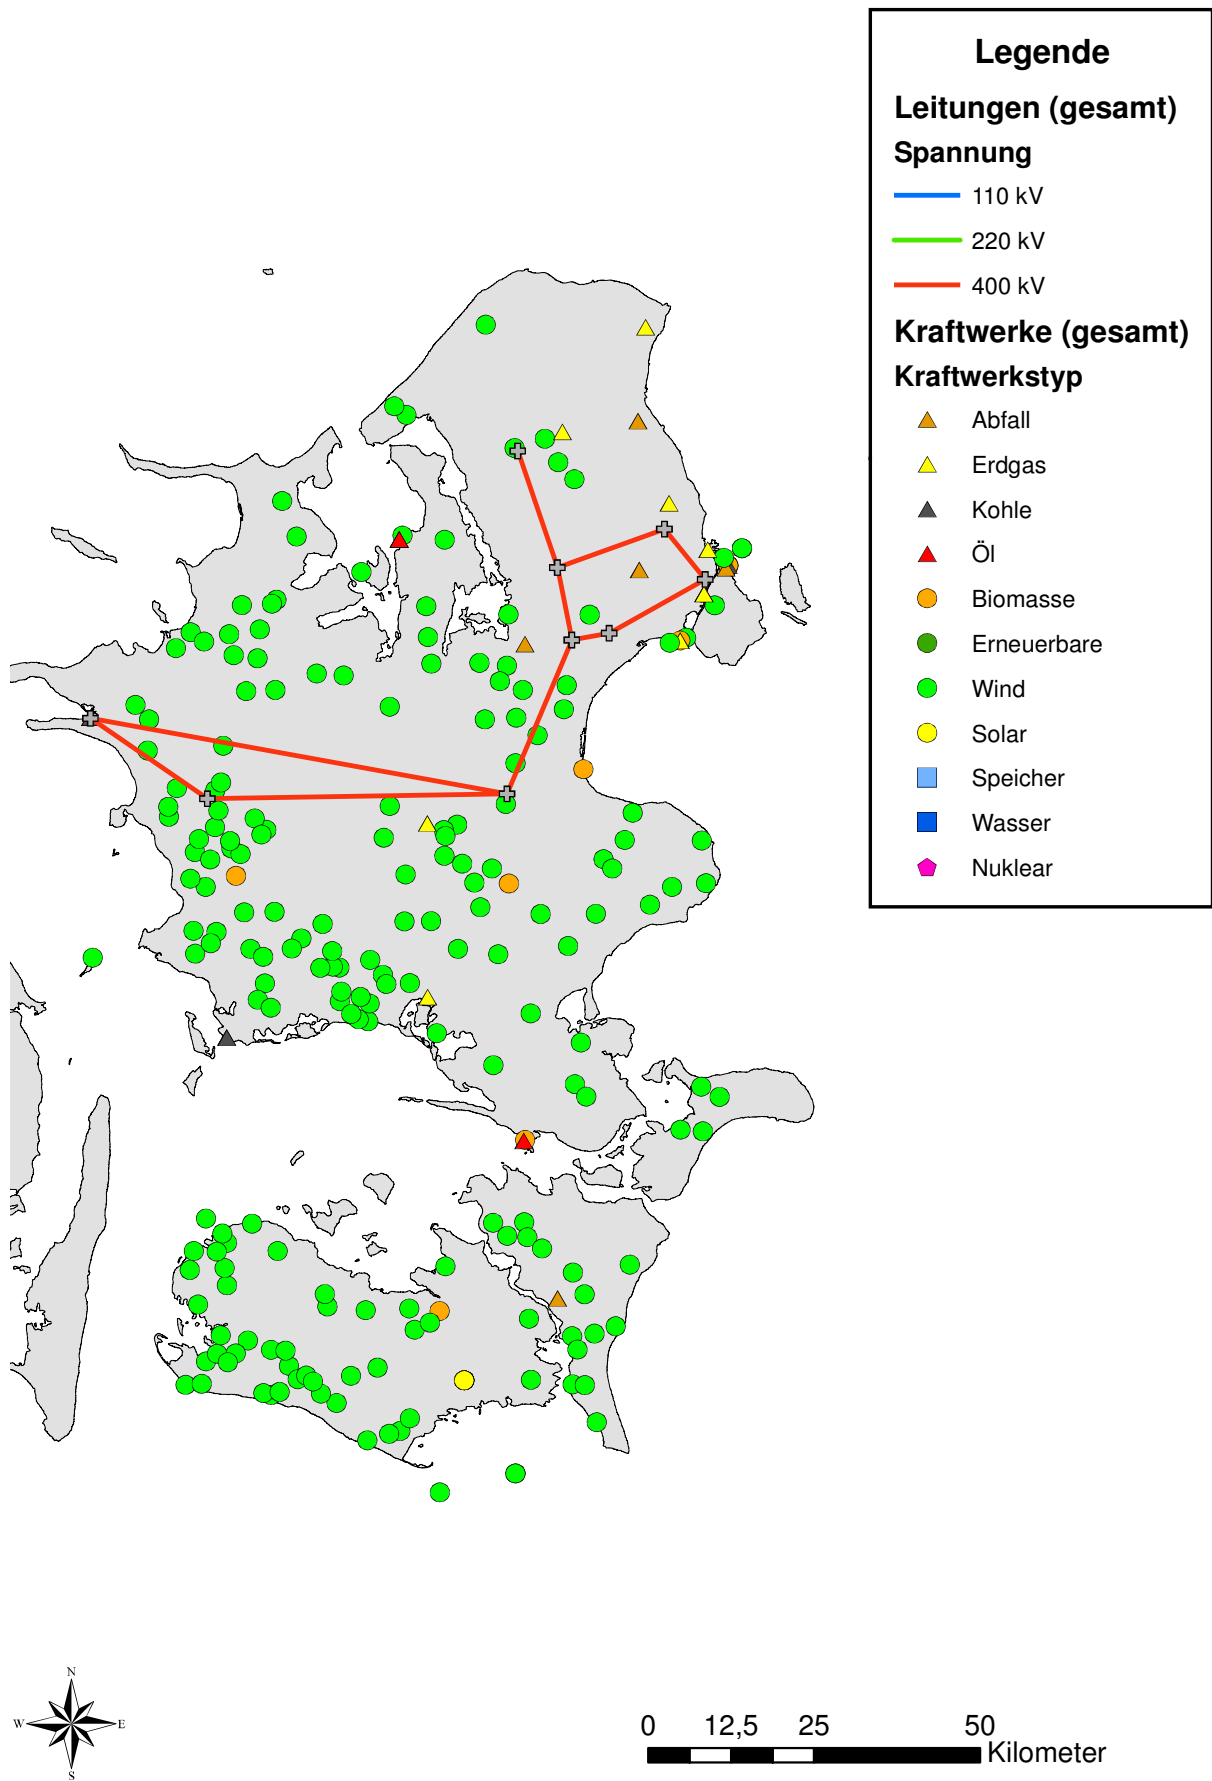 Legende
Leitungen (gesamt)
Spannung
110 kV
220 kV
400 kV
Kraftwerke (gesamt)
Kraftwerkstyp
Abfall
Erdgas
Kohle
Öl
Biomasse
Erneuerbare
Wind
Solar
Speicher
Wasser
Nuklear
N
W E
S
0 12,5 25 50
Kilometer